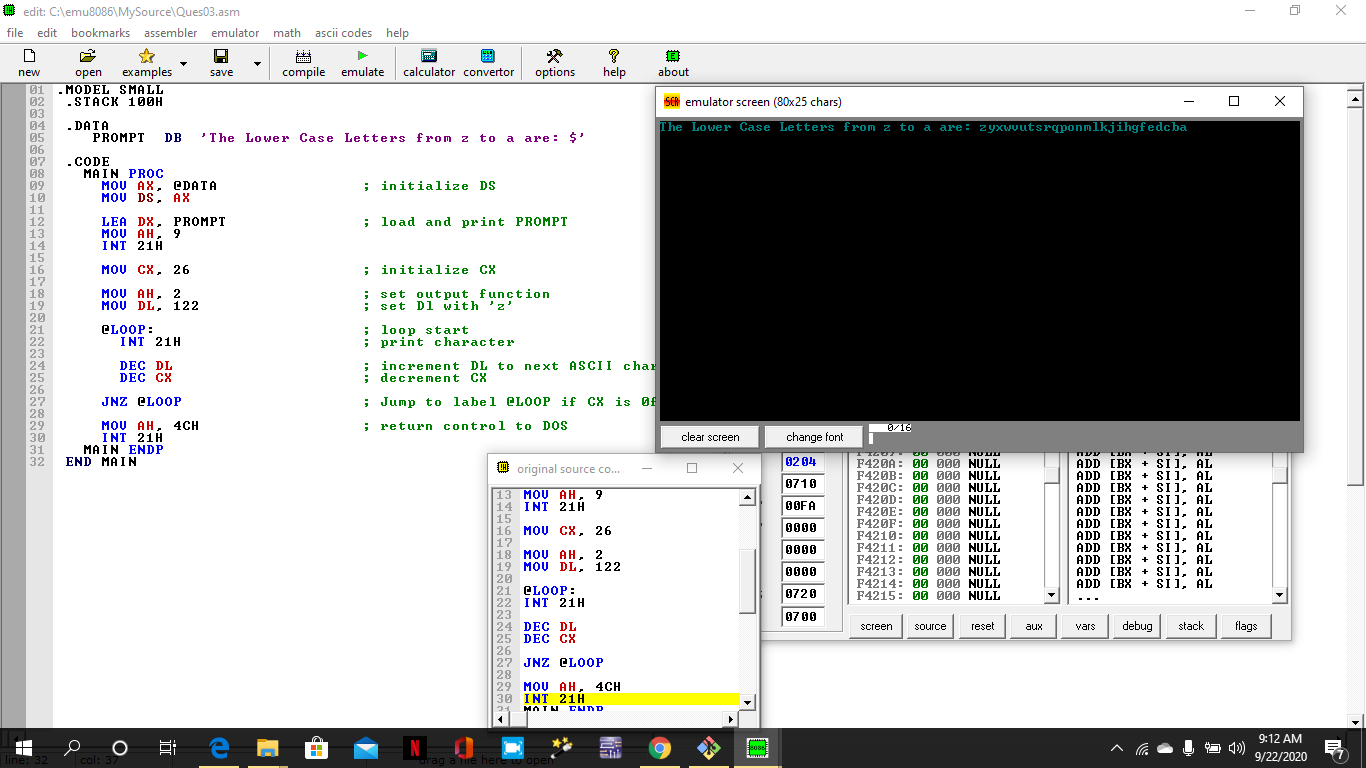 edit: C:\emu8086\MySource\Ques03.asm
file edit bookmarks assembler emulator math ascii codes help
new open examples save compile emulate calculator convertor options help about
01 .MODEL SMALL
02 .STACK 100H
03
04 .DATA
05 PROMPT DB 'The Lower Case Letters from z to a are: $'
06
07 .CODE
08 MAIN PROC
09 MOV AX, @DATA ; initialize DS
10 MOV DS, AX
11
12 LEA DX, PROMPT ; load and print PROMPT
13 MOV AH, 9
14 INT 21H
15
16 MOV CX, 26 ; initialize CX
17
18 MOV AH, 2 ; set output function
19 MOV DL, 122 ; set Dl with 'z'
20
21 @LOOP: ; loop start
22 INT 21H ; print character
23
24 DEC DL ; increment DL to next ASCII char
25 DEC CX ; decrement CX
26
27 JNZ @LOOP ; Jump to label @LOOP if CX is 0f
28
29 MOV AH, 4CH ; return control to DOS
30 INT 21H
31 MAIN ENDP
32 END MAIN
SCR emulator screen (80x25 chars)
The Lower Case Letters from z to a are: zyxwvutsrqponmlkjihgfedcba
clear screen change font 0/16
original source co...
13 MOV AH, 9
14 INT 21H
15
16 MOV CX, 26
17
18 MOV AH, 2
19 MOV DL, 122
20
21 @LOOP:
22 INT 21H
23
24 DEC DL
25 DEC CX
26
27 JNZ @LOOP
28
29 MOV AH, 4CH
30 INT 21H
31 MAIN ENDP
0204
0710
00FA
0000
0000
0000
0720
0700
F420A: 00 000 NULL
F420B: 00 000 NULL
F420C: 00 000 NULL
F420D: 00 000 NULL
F420E: 00 000 NULL
F420F: 00 000 NULL
F4210: 00 000 NULL
F4211: 00 000 NULL
F4212: 00 000 NULL
F4213: 00 000 NULL
F4214: 00 000 NULL
F4215: 00 000 NULL
ADD [BX + SI], AL
ADD [BX + SI], AL
ADD [BX + SI], AL
ADD [BX + SI], AL
ADD [BX + SI], AL
ADD [BX + SI], AL
ADD [BX + SI], AL
ADD [BX + SI], AL
ADD [BX + SI], AL
ADD [BX + SI], AL
ADD [BX + SI], AL
ADD [BX + SI], AL
...
screen source reset aux vars debug stack flags
line: 32 col: 37 drag a file here to open
8086
9:12 AM
9/22/2020
7